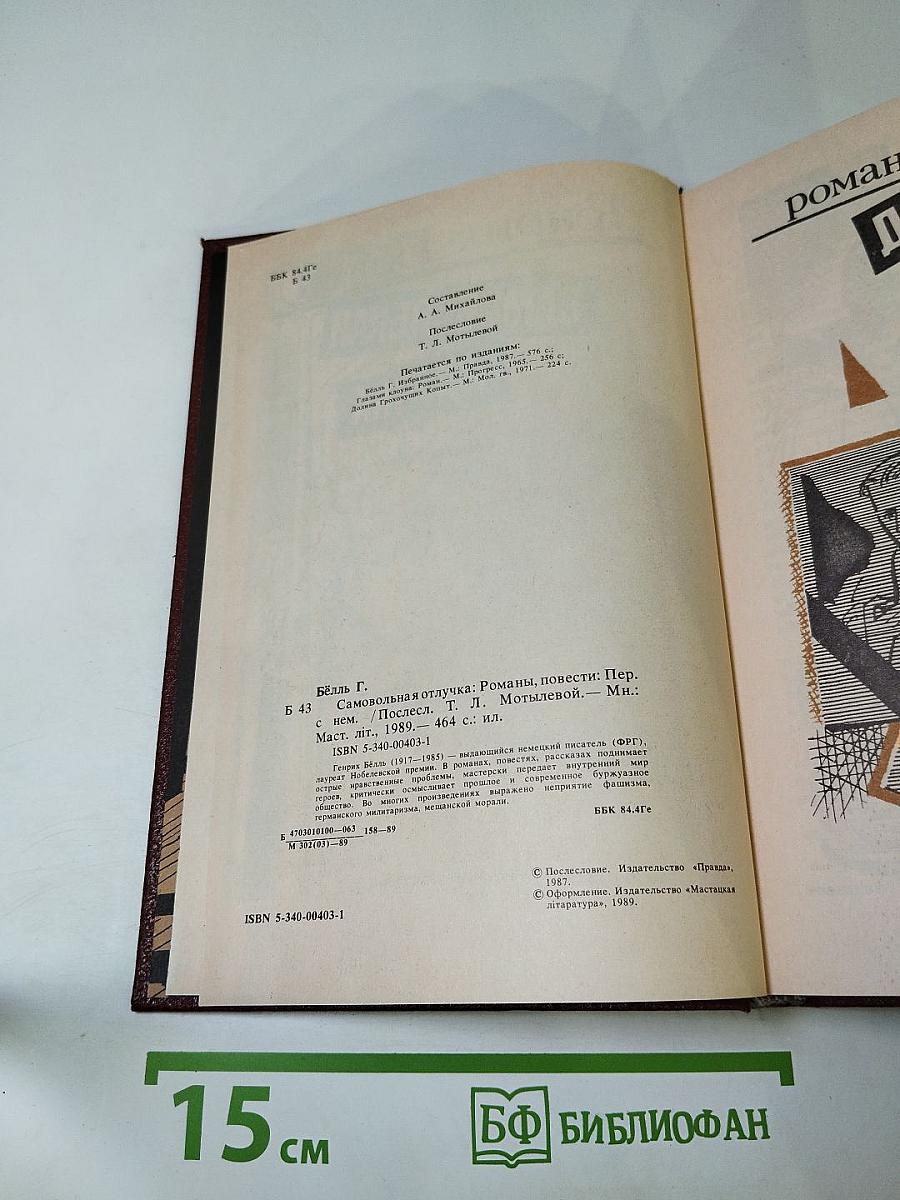 ББК 84.4Ге
Б 43
Составление
А. А. Михайлова
Послесловие
Т. Л. Мотылевой
Печатается по изданиям:
Бёлль Г. Избранное.— М.: Правда, 1987.— 576 с.;
Глазами клоуна: Роман.— М.: Прогресс, 1965.— 256 с;
Долина Грохочущих Копыт.— М.: Мол. гв., 1971.— 224 с.
Бёлль Г.
Б 43 Самовольная отлучка: Романы, повести: Пер.
с нем. /Послесл. Т. Л. Мотылевой.— Мн.:
Маст. літ., 1989.— 464 с.: ил.
ISBN 5-340-00403-1
Генрих Бёлль (1917—1985) — выдающийся немецкий писатель (ФРГ),
лауреат Нобелевской премии. В романах, повестях, рассказах поднимает
острые нравственные проблемы, мастерски передает внутренний мир
героев, критически осмысливает прошлое и современное буржуазное
общество. Во многих произведениях выражено неприятие фашизма,
германского милитаризма, мещанской морали.
Б 4703010100—063 158—89
М 302(03)—89
ББК 84.4Ге
© Послесловие. Издательство «Правда»,
1987.
© Оформление. Издательство «Мастацкая
літаратура», 1989.
ISBN 5-340-00403-1
роман
Д
15 см
БФ БИБЛИОФАН